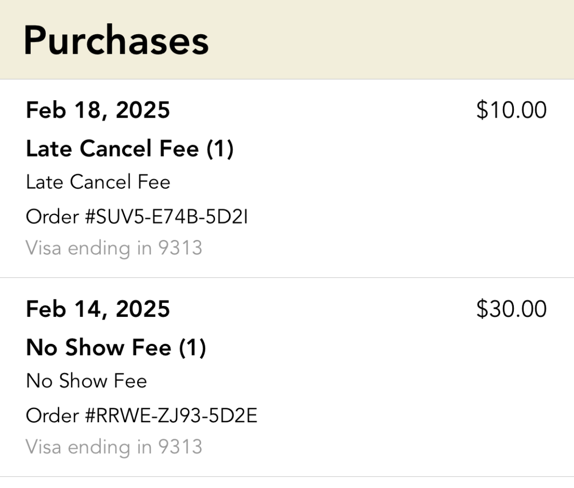 Purchases
Feb 18, 2025 $10.00
Late Cancel Fee (1)
Late Cancel Fee
Order #SUV5-E74B-5D2I
Visa ending in 9313
Feb 14, 2025 $30.00
No Show Fee (1)
No Show Fee
Order #RRWE-ZJ93-5D2E
Visa ending in 9313